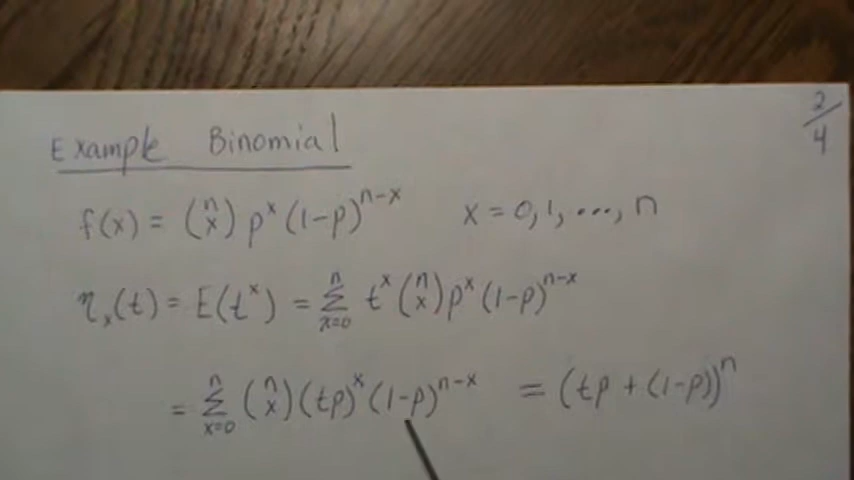 2/4
Example Binomial
f(x) = (n x) p^x (1-p)^{n-x}   x = 0, 1, ..., n
η_x(t) = E(t^x) = Σ_{x=0}^{n} t^x (n x) p^x (1-p)^{n-x}
= Σ_{x=0}^{n} (n x) (tp)^x (1-p)^{n-x} = (tp + (1-p))^n